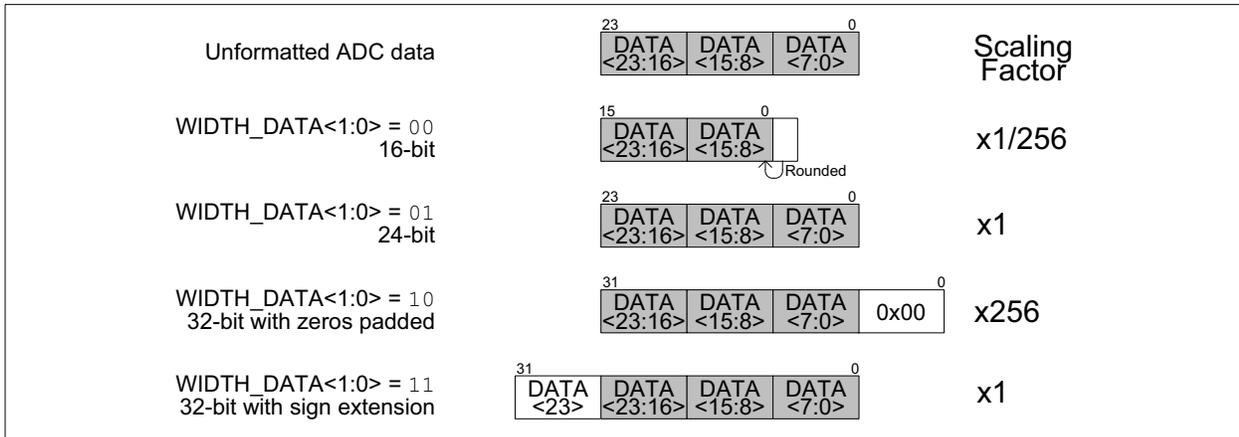 Unformatted ADC data
23 0
DATA <23:16> DATA <15:8> DATA <7:0>
Scaling
Factor
WIDTH_DATA<1:0> = 00
16-bit
15 0
DATA <23:16> DATA <15:8>
Rounded
x1/256
WIDTH_DATA<1:0> = 01
24-bit
23 0
DATA <23:16> DATA <15:8> DATA <7:0>
x1
WIDTH_DATA<1:0> = 10
32-bit with zeros padded
31 0
DATA <23:16> DATA <15:8> DATA <7:0> 0x00
x256
WIDTH_DATA<1:0> = 11
32-bit with sign extension
31 0
DATA <23> DATA <23:16> DATA <15:8> DATA <7:0>
x1